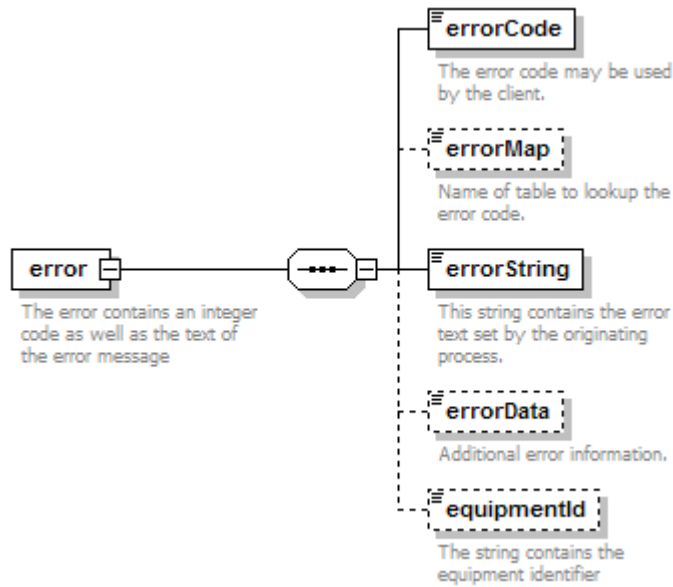 errorCode
The error code may be used
by the client.
errorMap
Name of table to lookup the
error code.
error
The error contains an integer
code as well as the text of
the error message
errorString
This string contains the error
text set by the originating
process.
errorData
Additional error information.
equipmentId
The string contains the
equipment identifier